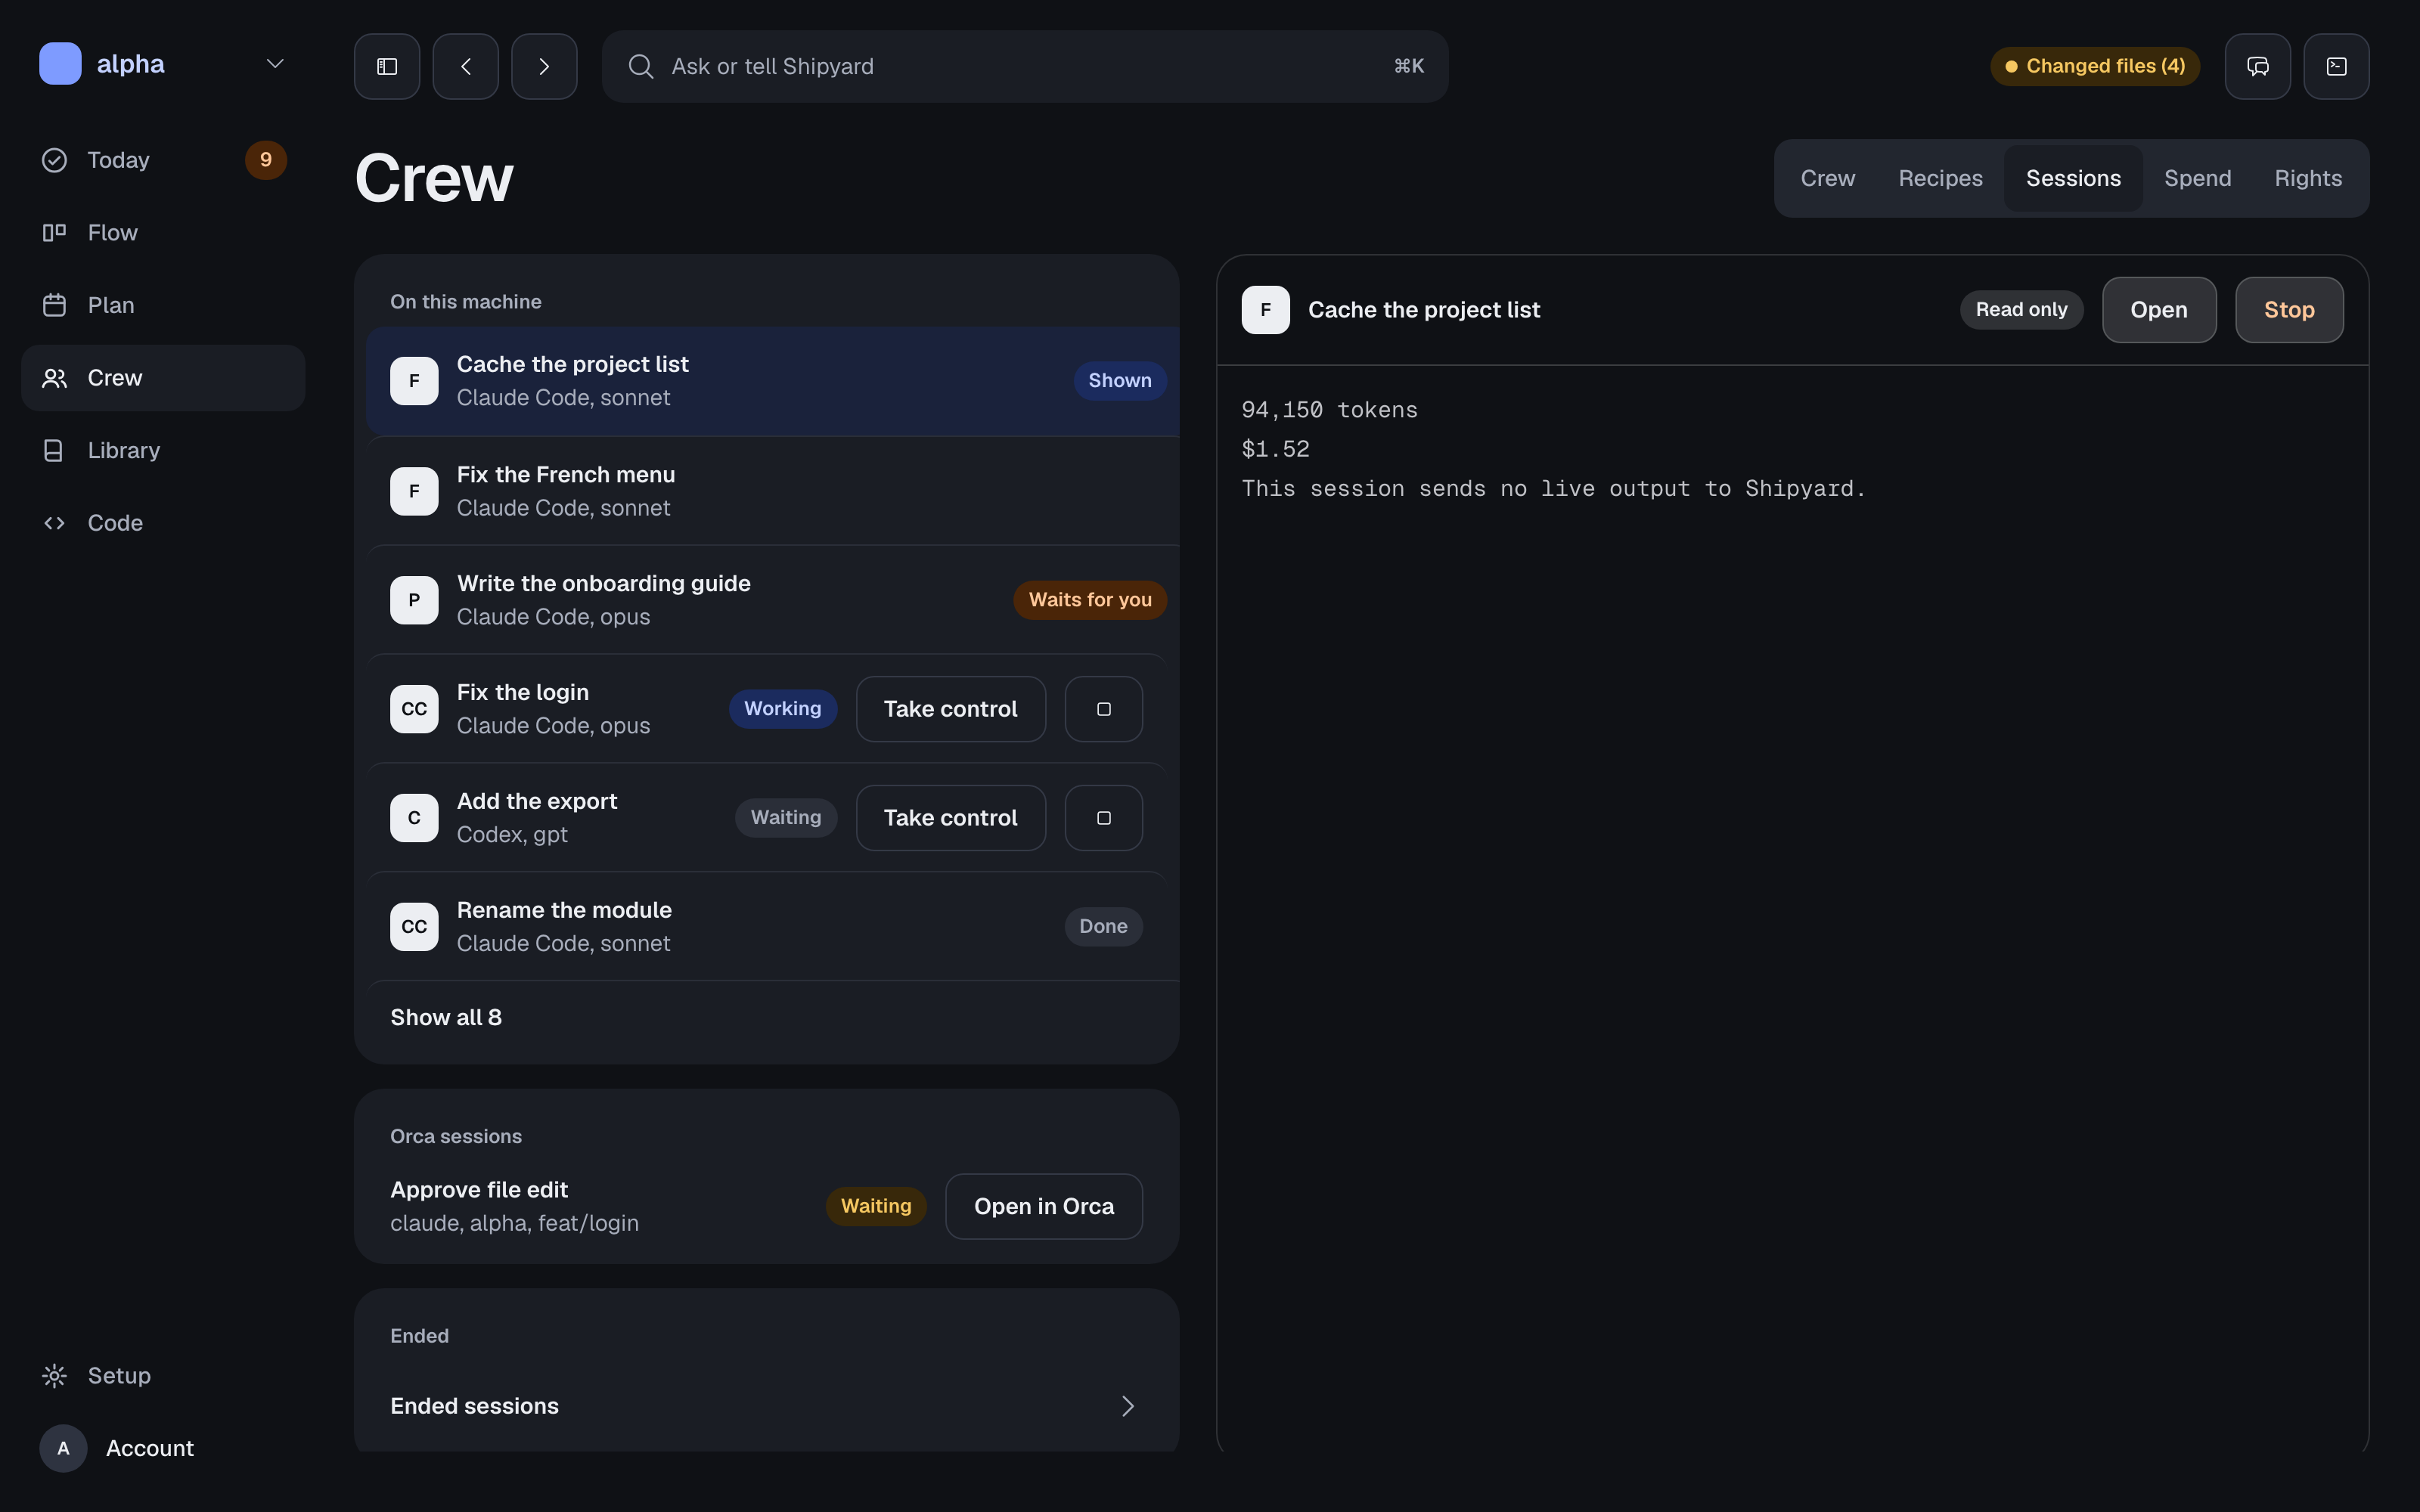 alpha
Ask or tell Shipyard
⌘K
Changed files (4)
Today
9
Flow
Plan
Crew
Library
Code
Setup
A
Account
Crew
Crew
Recipes
Sessions
Spend
Rights
On this machine
F
Cache the project list
Claude Code, sonnet
Shown
F
Fix the French menu
Claude Code, sonnet
P
Write the onboarding guide
Claude Code, opus
Waits for you
CC
Fix the login
Claude Code, opus
Working
Take control
C
Add the export
Codex, gpt
Waiting
Take control
CC
Rename the module
Claude Code, sonnet
Done
Show all 8
Orca sessions
Approve file edit
claude, alpha, feat/login
Waiting
Open in Orca
Ended
Ended sessions
F
Cache the project list
Read only
Open
Stop
94,150 tokens
$1.52
This session sends no live output to Shipyard.